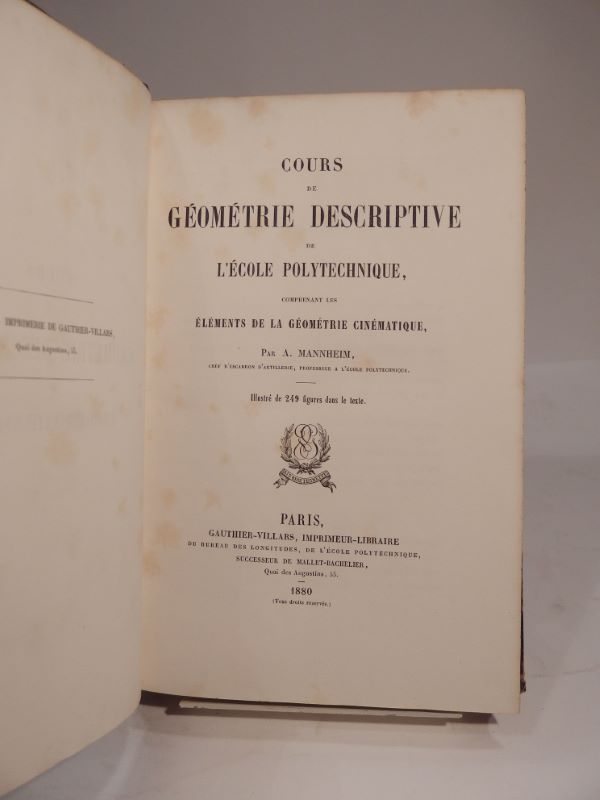 IMPRIMERIE DE GAUTHIER-VILLARS,
Quai des Augustins, 55.
COURS
DE
GÉOMÉTRIE DESCRIPTIVE
DE
L'ÉCOLE POLYTECHNIQUE,
COMPRENANT LES
ÉLÉMENTS DE LA GÉOMÉTRIE CINÉMATIQUE,
PAR A. MANNHEIM,
CHEF D'ESCADRON D'ARTILLERIE, PROFESSEUR A L'ÉCOLE POLYTECHNIQUE.
Illustré de 249 figures dans le texte.
PARIS,
GAUTHIER-VILLARS, IMPRIMEUR-LIBRAIRE
DU BUREAU DES LONGITUDES, DE L'ÉCOLE POLYTECHNIQUE,
SUCCESSEUR DE MALLET-BACHELIER,
Quai des Augustins, 55.
1880
(Tous droits réservés.)